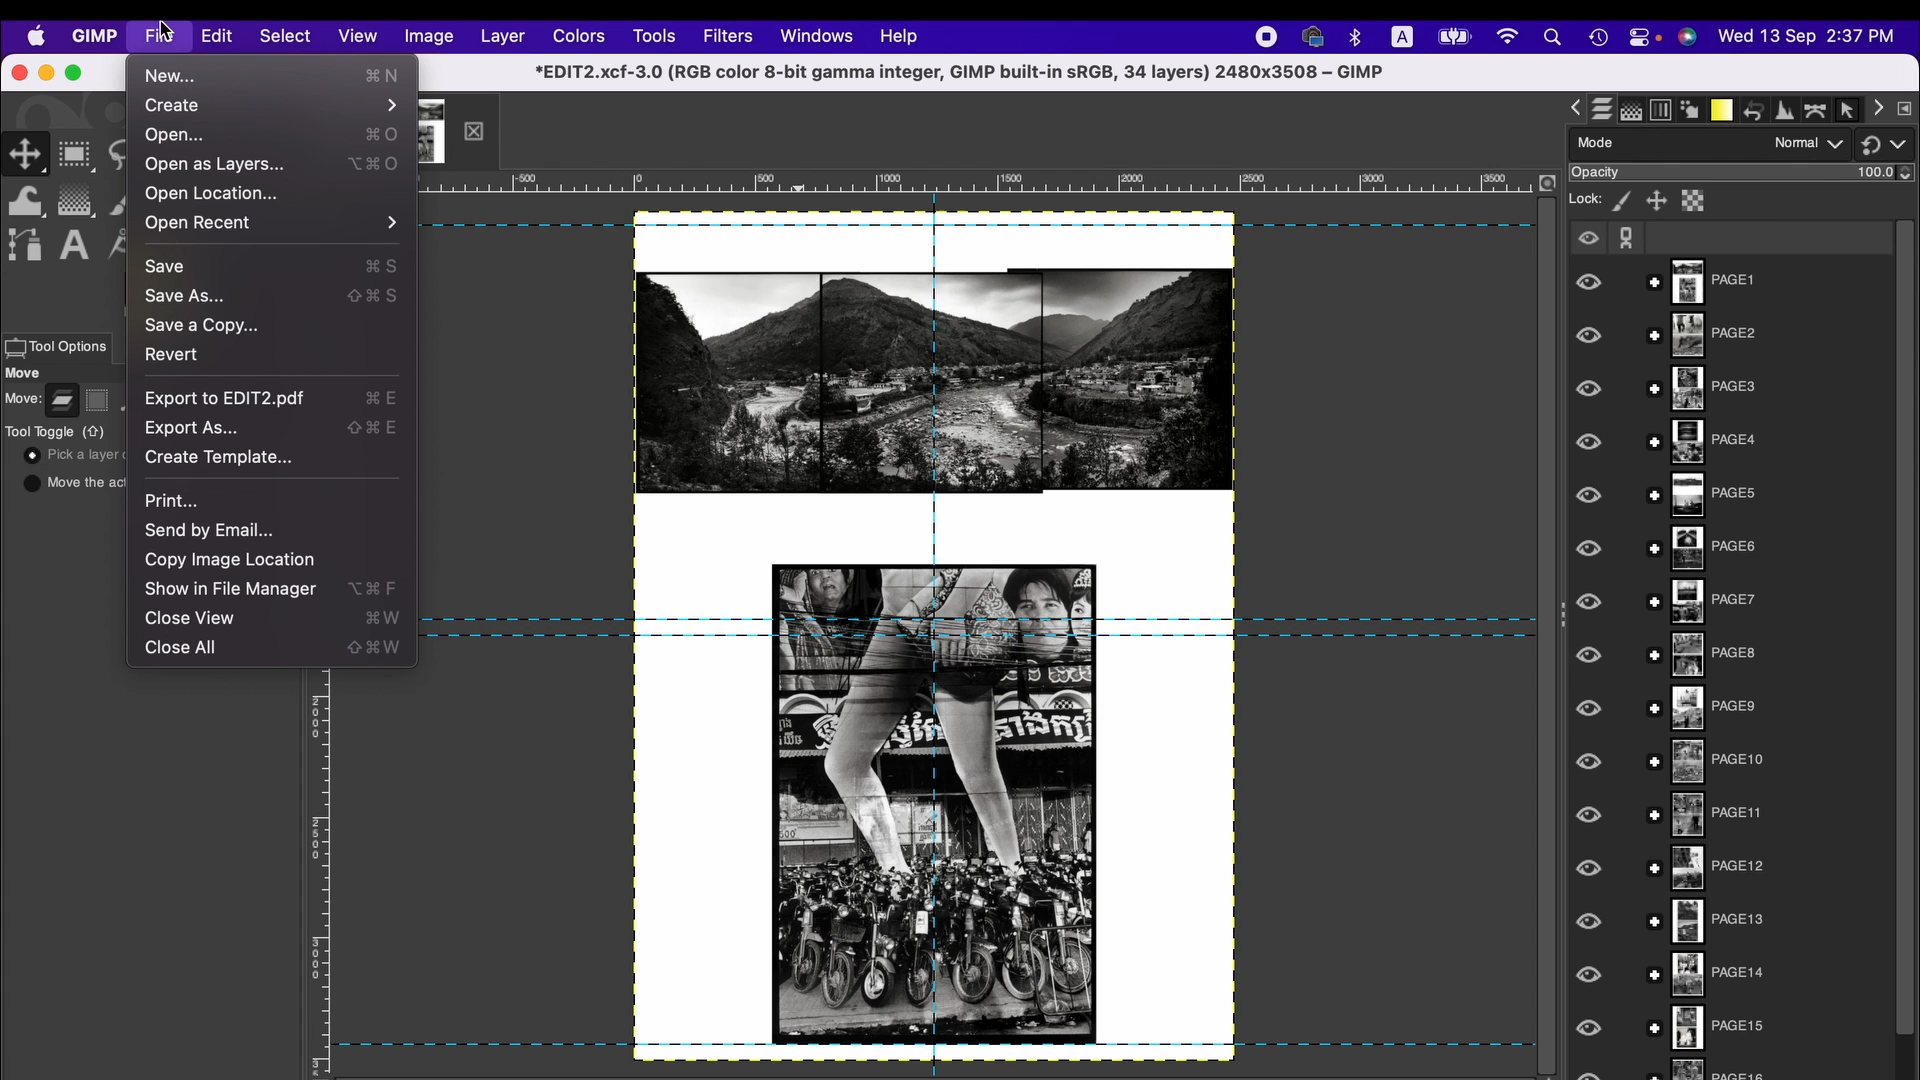 GIMP File Edit Select View Image Layer Colors Tools Filters Windows Help A Wed 13 Sep 2:37 PM
*EDIT2.xcf-3.0 (RGB color 8-bit gamma integer, GIMP built-in sRGB, 34 layers) 2480x3508 – GIMP
New... ⌘ N
Create
Open... ⌘ O
Open as Layers... ⌥ ⌘ O
Open Location...
Open Recent
Save ⌘ S
Save As... ⇧ ⌘ S
Save a Copy...
Revert
Export to EDIT2.pdf ⌘ E
Export As... ⇧ ⌘ E
Create Template...
Print...
Send by Email...
Copy Image Location
Show in File Manager ⌥ ⌘ F
Close View ⌘ W
Close All ⇧ ⌘ W
Tool Options
Move
Move:
Tool Toggle (⇧)
Pick a layer
Move the act
-500 0 500 1000 1500 2000 2500 3000 3500
2000
2500
3000
Mode Normal
Opacity 100.0
Lock:
PAGE1
PAGE2
PAGE3
PAGE4
PAGE5
PAGE6
PAGE7
PAGE8
PAGE9
PAGE10
PAGE11
PAGE12
PAGE13
PAGE14
PAGE15
PAGE16